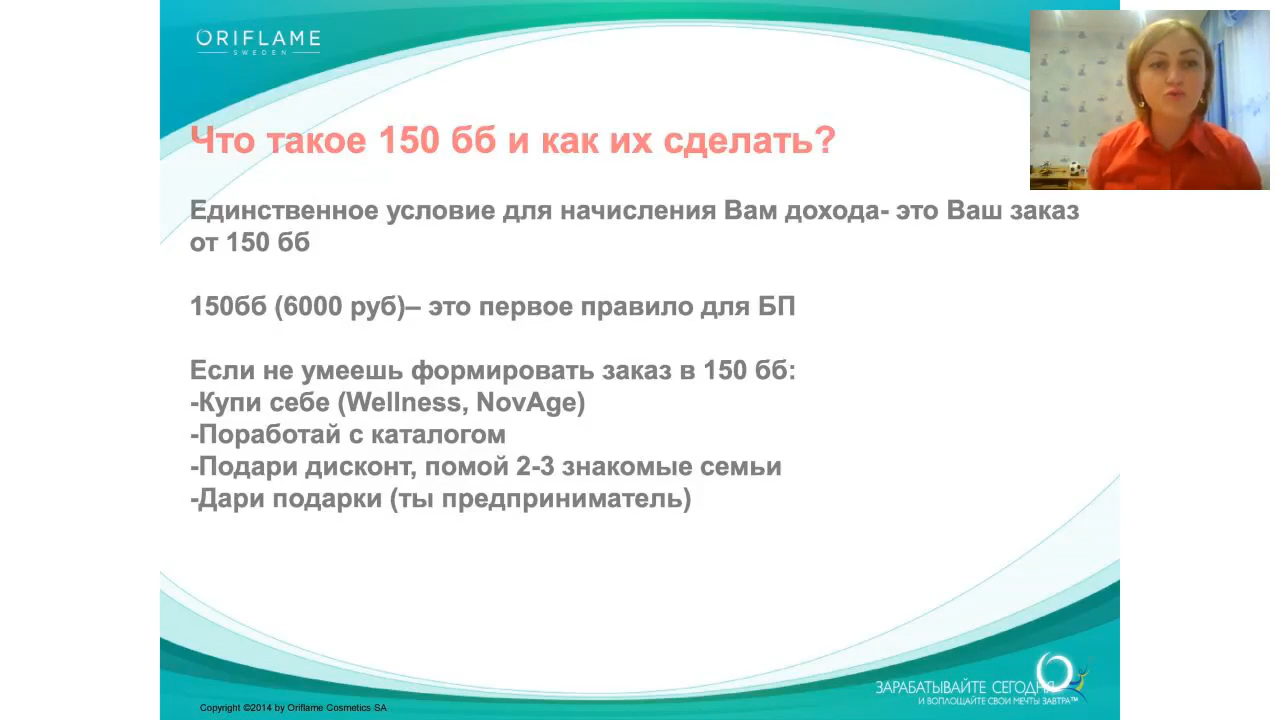 ORIFLAME
SWEDEN
Что такое 150 бб и как их сделать?
Единственное условие для начисления Вам дохода- это Ваш заказ
от 150 бб
150бб (6000 руб)– это первое правило для БП
Если не умеешь формировать заказ в 150 бб:
-Купи себе (Wellness, NovAge)
-Поработай с каталогом
-Подари дисконт, помой 2-3 знакомые семьи
-Дари подарки (ты предприниматель)
ЗАРАБАТЫВАЙТЕ СЕГОДНЯ
И ВОПЛОЩАЙТЕ СВОИ МЕЧТЫ ЗАВТРА™
Copyright ©2014 by Oriflame Cosmetics SA